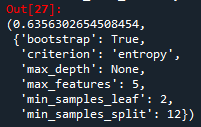 Out[27]:
(0.6356302654508454,
 {'bootstrap': True,
  'criterion': 'entropy',
  'max_depth': None,
  'max_features': 5,
  'min_samples_leaf': 2,
  'min_samples_split': 12})